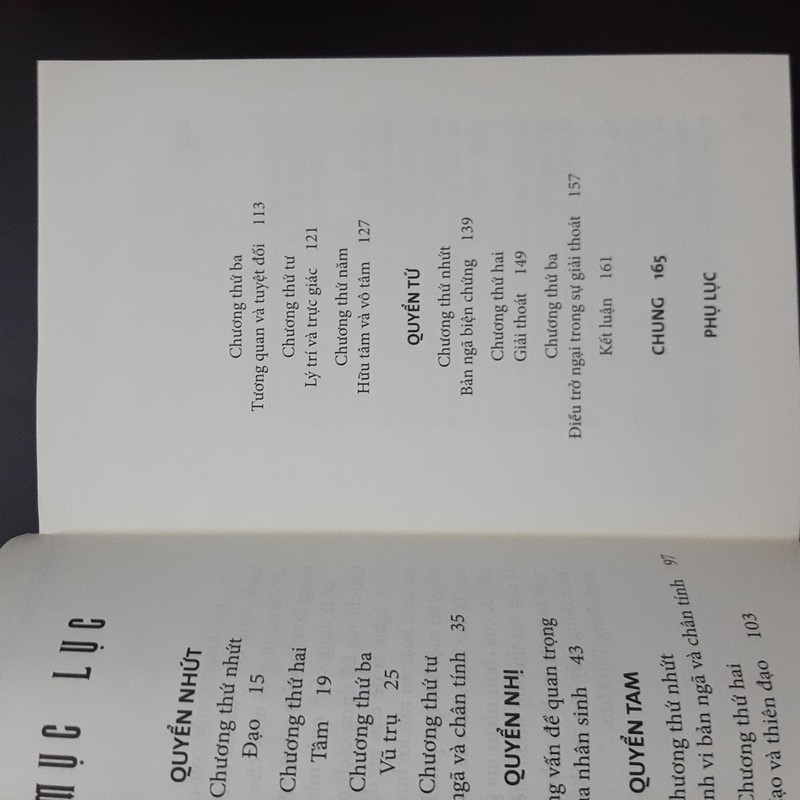 MỤC LỤC
QUYỂN NHỨT
Chương thứ nhứt
Đạo 15
Chương thứ hai
Tâm 19
Chương thứ ba
Vũ trụ 25
Chương thứ tư
ngã và chân tính 35
QUYỂN NHỊ
vấn đề quan trọng
nhân sinh 43
QUYỂN TAM
Chương thứ nhứt
vi bản ngã và chân tính 97
Chương thứ hai
và thiên đạo 103
Chương thứ ba
Tương quan và tuyệt đối 113
Chương thứ tư
Lý trí và trực giác 121
Chương thứ năm
Hữu tâm và vô tâm 127
QUYỂN TỨ
Chương thứ nhứt
Bản ngã biện chứng 139
Chương thứ hai
Giải thoát 149
Chương thứ ba
Điều trở ngại trong sự giải thoát 157
Kết luận 161
CHUNG 165
PHỤ LỤC